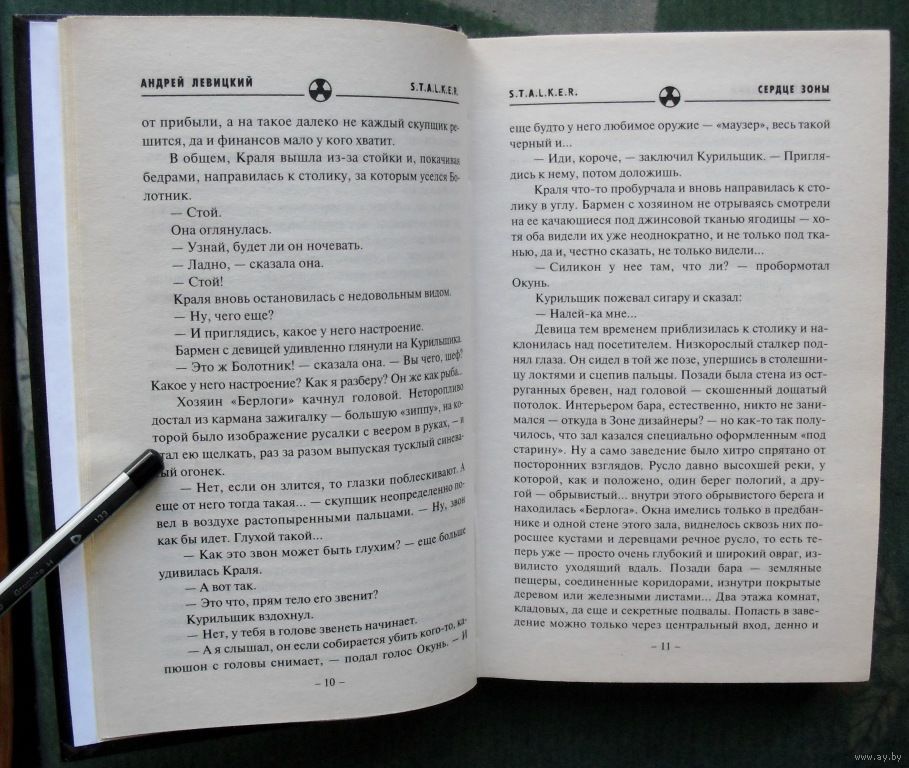 АНДРЕЙ ЛЕВИЦКИЙ
S.T.A.L.K.E.R.
от прибыли, а на такое далеко не каждый скупщик ре-
шится, да и финансов мало у кого хватит.
В общем, Краля вышла из-за стойки и, покачивая
бедрами, направилась к столику, за которым уселся Бо-
лотник.
— Стой.
Она оглянулась.
— Узнай, будет ли он ночевать.
— Ладно, — сказала она.
— Стой!
Краля вновь остановилась с недовольным видом.
— Ну, чего еще?
— И приглядись, какое у него настроение.
Бармен с девицей удивленно глянули на Курильщика.
— Это ж Болотник! — сказала она. — Вы чего, шеф?
Какое у него настроение? Как я разберу? Он же как рыба..
Хозяин «Берлоги» качнул головой. Неторопливо
достал из кармана зажигалку — большую «зиппу», на ко-
торой было изображение русалки с веером в руках, — и
стал ею щелкать, раз за разом выпуская тусклый синева-
тый огонек.
— Нет, если он злится, то глазки поблескивают. А
еще от него тогда такая... — скупщик неопределенно по-
вел в воздухе растопыренными пальцами. — Ну, звон
как бы идет. Глухой такой...
— Как это звон может быть глухим? — еще больше
удивилась Краля.
— А вот так.
— Это что, прям тело его звенит?
Курильщик вздохнул.
— Нет, у тебя в голове звенеть начинает.
— А я слышал, он если собирается убить кого-то, ка-
пюшон с головы снимает, — подал голос Окунь. — И
– 10 –
S.T.A.L.K.E.R.
СЕРДЦЕ ЗОНЫ
еще будто у него любимое оружие — «маузер», весь такой
черный и...
— Иди, короче, — заключил Курильщик. — Пригля-
дись к нему, потом доложишь.
Краля что-то пробурчала и вновь направилась к сто-
лику в углу. Бармен с хозяином не отрываясь смотрели
на ее качающиеся под джинсовой тканью ягодицы — хо-
тя оба видели их уже неоднократно, и не только под тка-
нью, да и, честно сказать, не только видели...
— Силикон у нее там, что ли? — пробормотал
Окунь.
Курильщик пожевал сигару и сказал:
— Налей-ка мне...
Девица тем временем приблизилась к столику и на-
клонилась над посетителем. Низкорослый сталкер под-
нял глаза. Он сидел в той же позе, упершись в столешни-
цу локтями и сцепив пальцы. Позади была стена из ост-
руганных бревен, над головой — скошенный дощатый
потолок. Интерьером бара, естественно, никто не зани-
мался — откуда в Зоне дизайнеры? — но как-то так полу-
чилось, что зал казался специально оформленным «под
старину». Ну а само заведение было хитро спрятано от
посторонних взглядов. Русло давно высохшей реки, у
которой, как и положено, один берег пологий, а дру-
гой — обрывистый... внутри этого обрывистого берега и
находилась «Берлога». Окна имелись только в предбан-
нике и одной стене этого зала, виднелось сквозь них по-
росшее кустами и деревцами речное русло, то есть те-
перь уже — просто очень глубокий и широкий овраг, из-
вилисто уходящий вдаль. Позади бара — земляные
пещеры, соединенные коридорами, изнутри покрытые
деревом или железными листами... Два этажа комнат,
кладовых, да еще и секретные подвалы. Попасть в заве-
дение можно только через центральный вход, денно и
– 11 –
133
Graphite H
www.ay.by